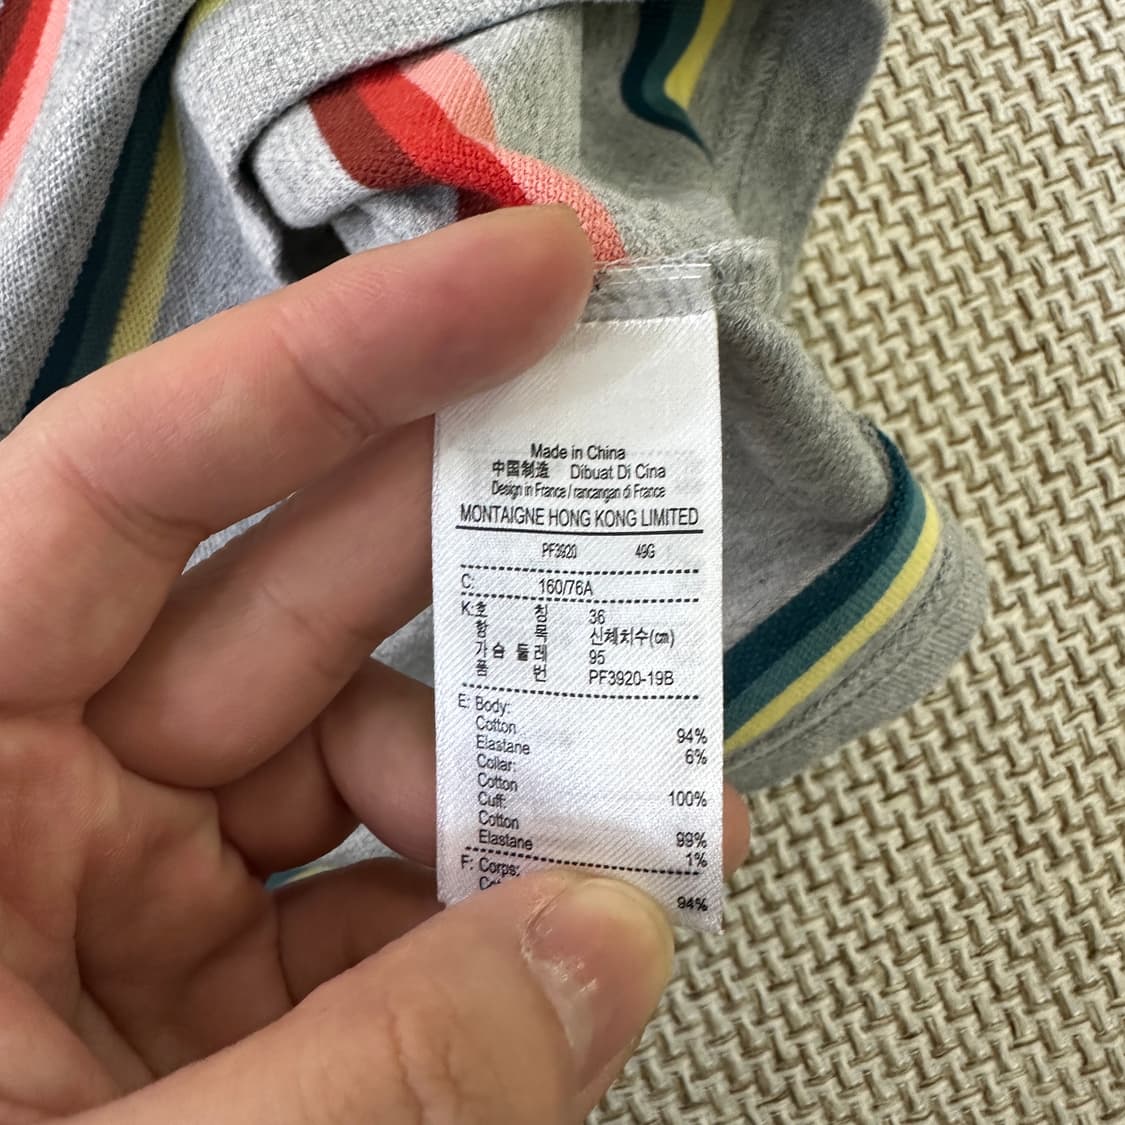 Made in China
中国制造 Dibuat Di Cina
Design in France / rancangan di France
MONTAIGNE HONG KONG LIMITED
PF3920 49G
C: 160/76A
K:호 칭 36
항 목 신체치수(cm)
가슴둘레 95
품 번 PF3920-19B
E: Body:
Cotton 94%
Elastane 6%
Collar:
Cotton 100%
Cuff:
Cotton 99%
Elastane 1%
F: Corps:
94%